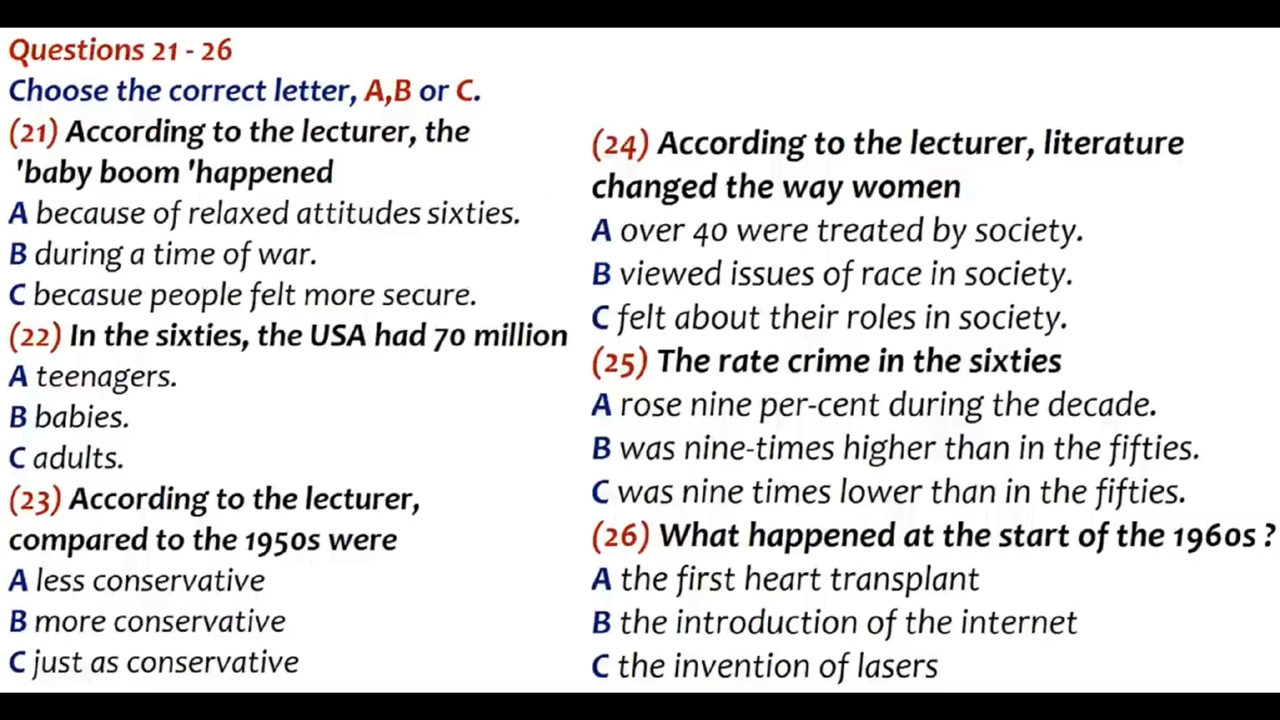 Questions 21 - 26
Choose the correct letter, A,B or C.
(21) According to the lecturer, the
'baby boom 'happened
A because of relaxed attitudes sixties.
B during a time of war.
C becasue people felt more secure.
(22) In the sixties, the USA had 70 million
A teenagers.
B babies.
C adults.
(23) According to the lecturer,
compared to the 1950s were
A less conservative
B more conservative
C just as conservative
(24) According to the lecturer, literature
changed the way women
A over 40 were treated by society.
B viewed issues of race in society.
C felt about their roles in society.
(25) The rate crime in the sixties
A rose nine per-cent during the decade.
B was nine-times higher than in the fifties.
C was nine times lower than in the fifties.
(26) What happened at the start of the 1960s ?
A the first heart transplant
B the introduction of the internet
C the invention of lasers